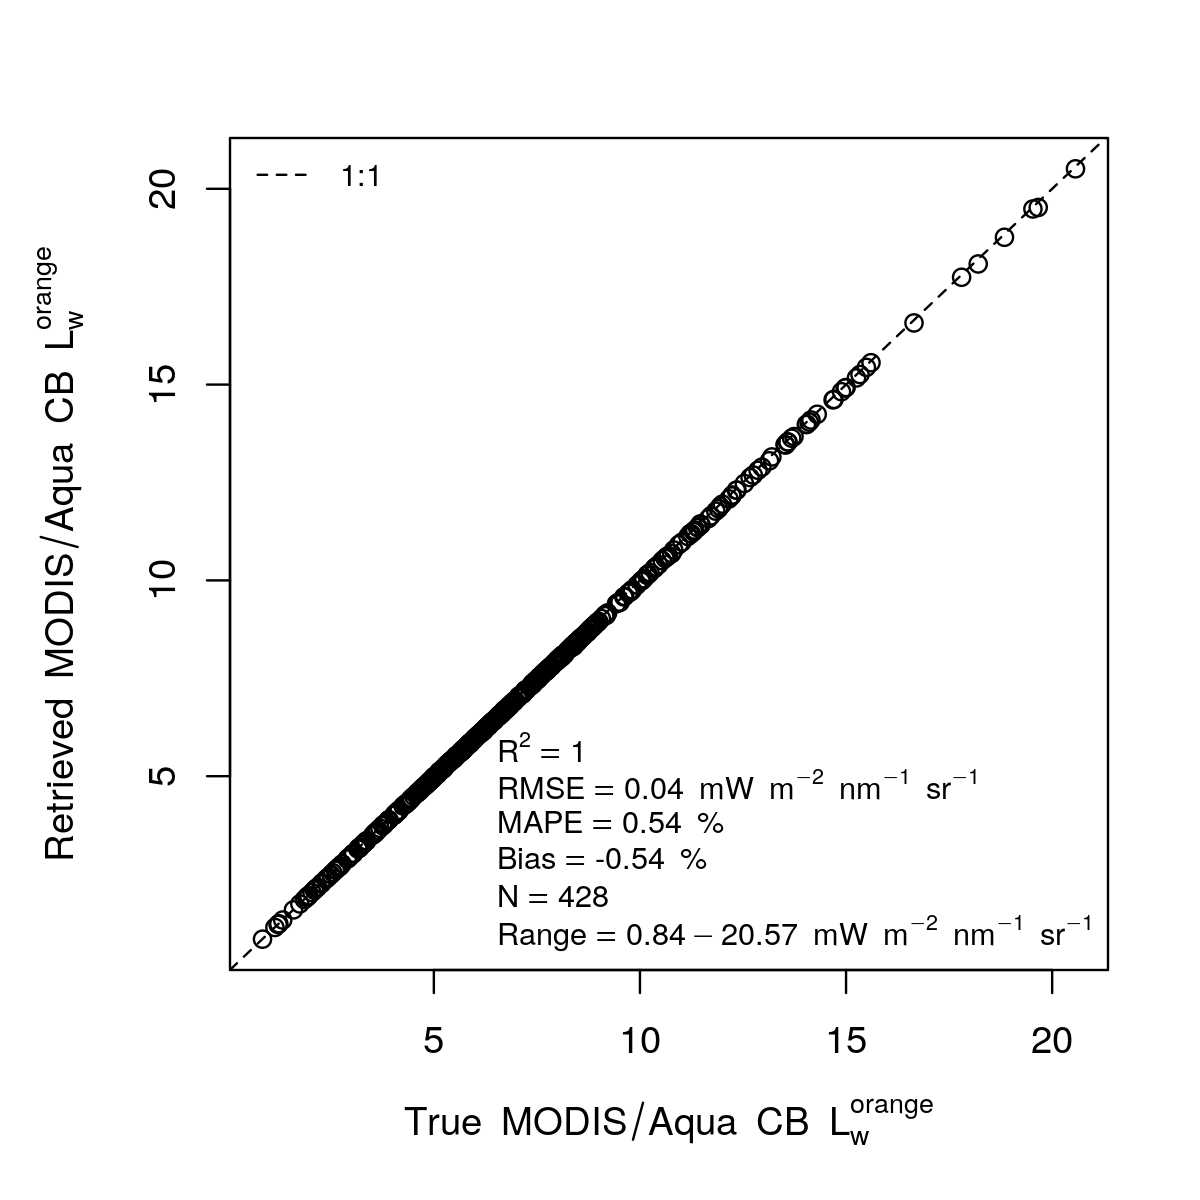 1:1
20
15
10
5
Retrieved MODIS/Aqua CB L_w^orange
R² = 1
RMSE = 0.04 mW m⁻² nm⁻¹ sr⁻¹
MAPE = 0.54 %
Bias = -0.54 %
N = 428
Range = 0.84 − 20.57 mW m⁻² nm⁻¹ sr⁻¹
5 10 15 20
True MODIS/Aqua CB L_w^orange